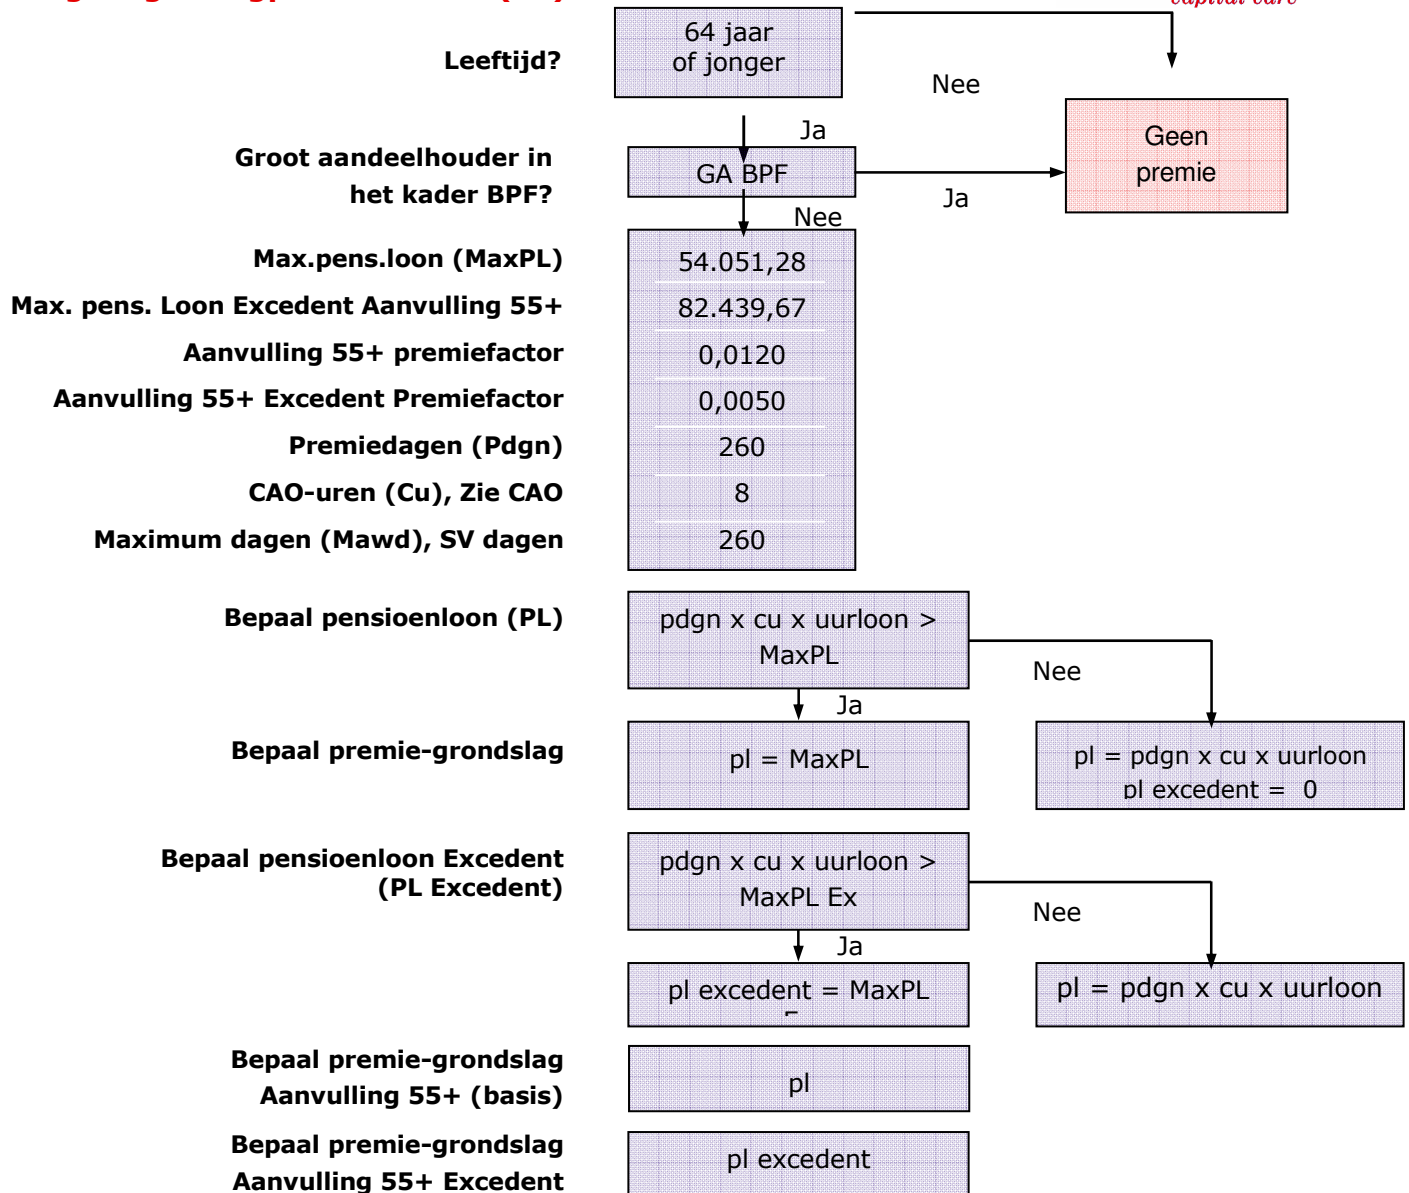 64 jaar
of jonger
Leeftijd?
Nee
Ja
Geen
premie
Groot aandeelhouder in
het kader BPF?
GA BPF
Ja
Nee
Max.pens.loon (MaxPL)
54.051,28
Max. pens. Loon Excedent Aanvulling 55+
82.439,67
Aanvulling 55+ premiefactor
0,0120
Aanvulling 55+ Excedent Premiefactor
0,0050
Premiedagen (Pdgn)
260
CAO-uren (Cu), Zie CAO
8
Maximum dagen (Mawd), SV dagen
260
Bepaal pensioenloon (PL)
pdgn x cu x uurloon >
MaxPL
Nee
Ja
Bepaal premie-grondslag
pl = MaxPL
pl = pdgn x cu x uurloon
pl excedent = 0
Bepaal pensioenloon Excedent
(PL Excedent)
pdgn x cu x uurloon >
MaxPL Ex
Nee
Ja
pl excedent = MaxPL
pl = pdgn x cu x uurloon
Bepaal premie-grondslag
Aanvulling 55+ (basis)
pl
Bepaal premie-grondslag
Aanvulling 55+ Excedent
pl excedent